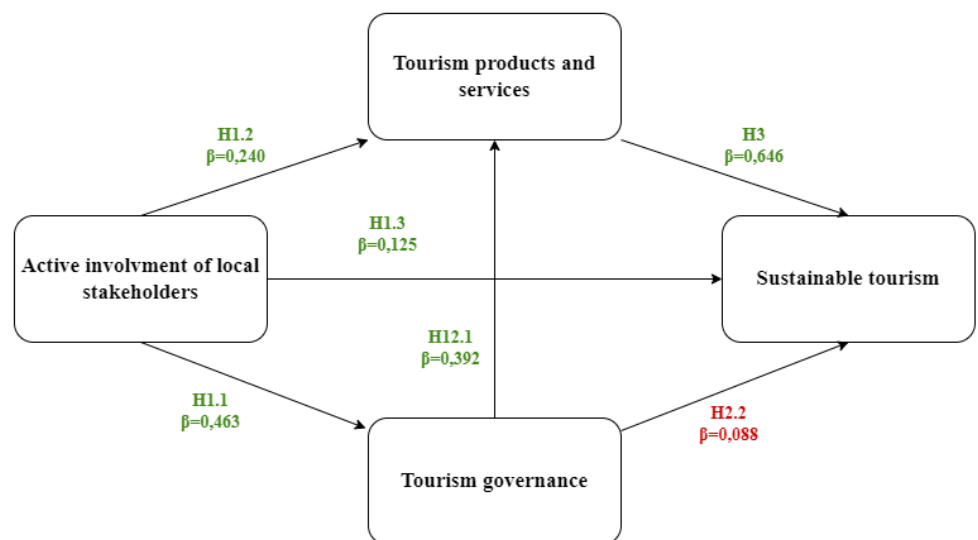 Tourism products and
services
H1.2
β=0,240
H3
β=0,646
H1.3
β=0,125
Active involvment of local
stakeholders
Sustainable tourism
H12.1
β=0,392
H1.1
β=0,463
H2.2
β=0,088
Tourism governance